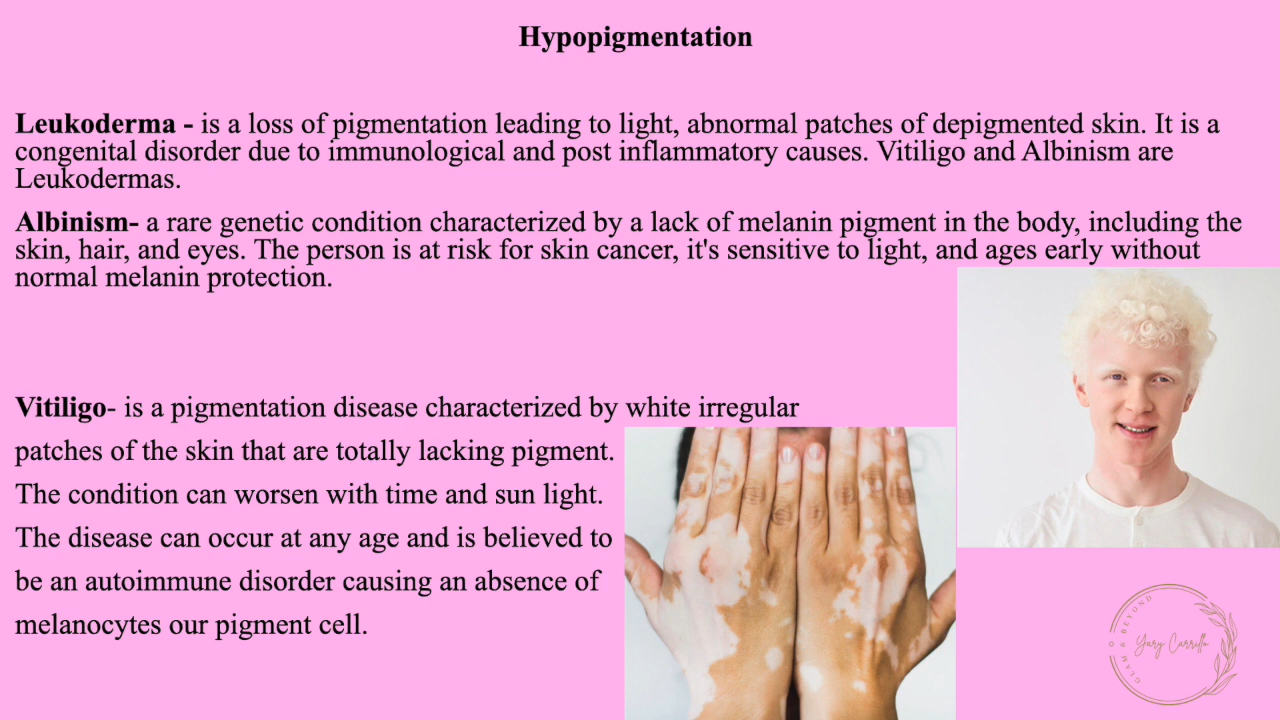 Hypopigmentation
Leukoderma - is a loss of pigmentation leading to light, abnormal patches of depigmented skin. It is a
congenital disorder due to immunological and post inflammatory causes. Vitiligo and Albinism are
Leukodermas.
Albinism- a rare genetic condition characterized by a lack of melanin pigment in the body, including the
skin, hair, and eyes. The person is at risk for skin cancer, it's sensitive to light, and ages early without
normal melanin protection.
Vitiligo- is a pigmentation disease characterized by white irregular
patches of the skin that are totally lacking pigment.
The condition can worsen with time and sun light.
The disease can occur at any age and is believed to
be an autoimmune disorder causing an absence of
melanocytes our pigment cell.
GLAM & BEYOND
Yury Carrillo